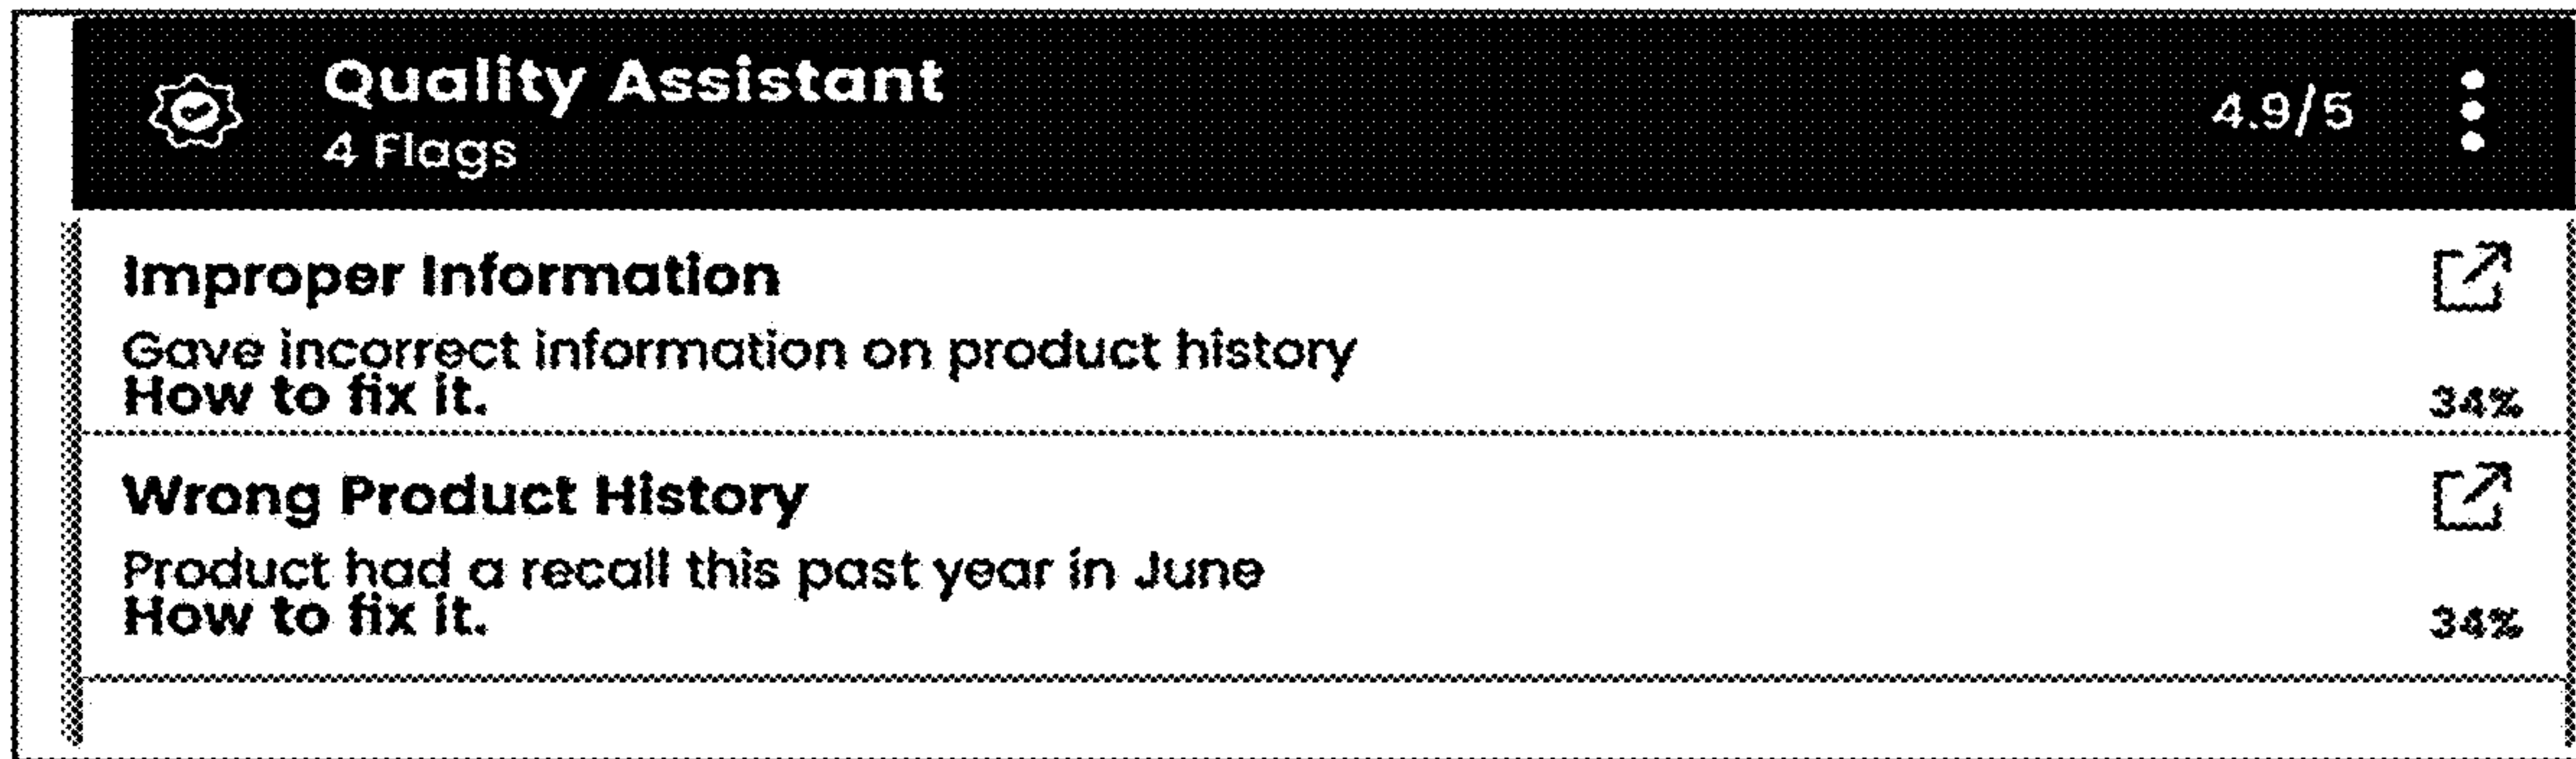 Quality Assistant
4 Flags
4.9/5
Improper Information
Gave incorrect information on product history
How to fix it.
34%
Wrong Product History
Product had a recall this past year in June
How to fix it.
34%